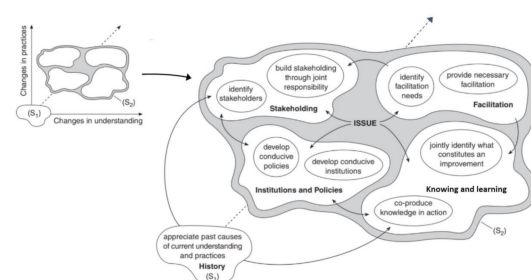 Changes in practices
(S₁)
(S₂)
Changes in understanding
build stakeholding
through joint
responsibility
identify
stakeholders
Stakeholding
identify
facilitation
needs
provide necessary
facilitation
Facilitation
ISSUE
develop
conducive
policies
develop conducive
institutions
Institutions and Policies
jointly identify what
constitutes an
improvement
Knowing and learning
co-produce
knowledge in action
(S₂)
appreciate past causes
of current understanding
and practices
History
(S₁)